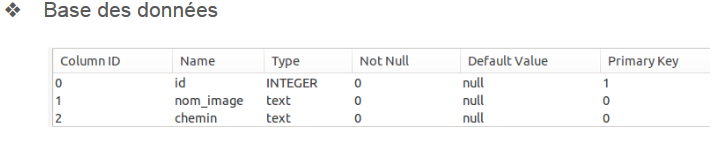 ❖ Base des données
Column ID Name Type Not Null Default Value Primary Key
0 id INTEGER 0 null 1
1 nom_image text 0 null 0
2 chemin text 0 null 0